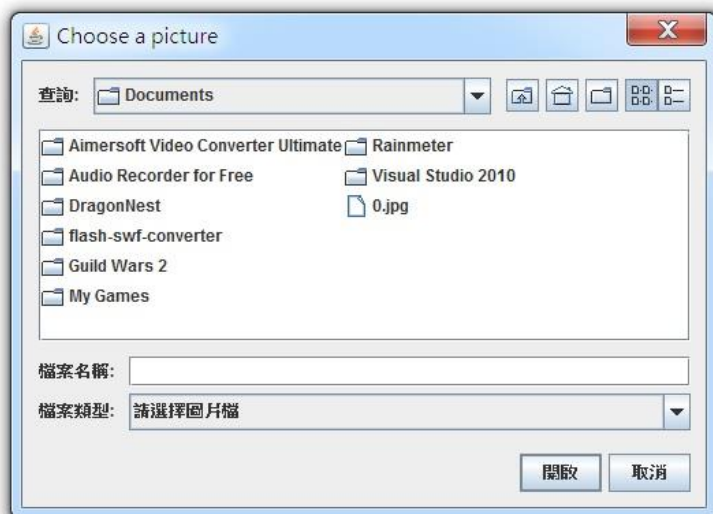 Choose a picture
查詢: Documents
Aimersoft Video Converter Ultimate Rainmeter
Audio Recorder for Free Visual Studio 2010
DragonNest 0.jpg
flash-swf-converter
Guild Wars 2
My Games
檔案名稱:
檔案類型: 請選擇圖片檔
開啟 取消